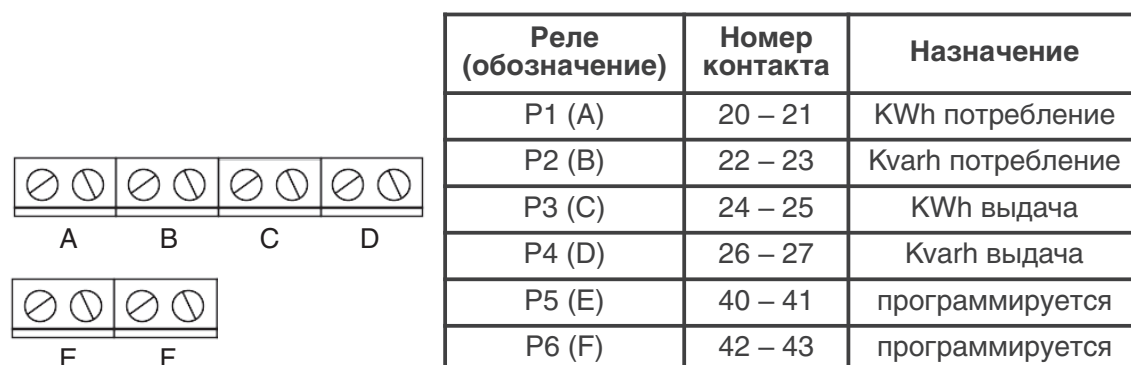 Реле (обозначение) Номер контакта Назначение
P1 (A) 20 – 21 KWh потребление
P2 (B) 22 – 23 Kvarh потребление
P3 (C) 24 – 25 KWh выдача
P4 (D) 26 – 27 Kvarh выдача
P5 (E) 40 – 41 программируется
P6 (F) 42 – 43 программируется
A B C D
E F